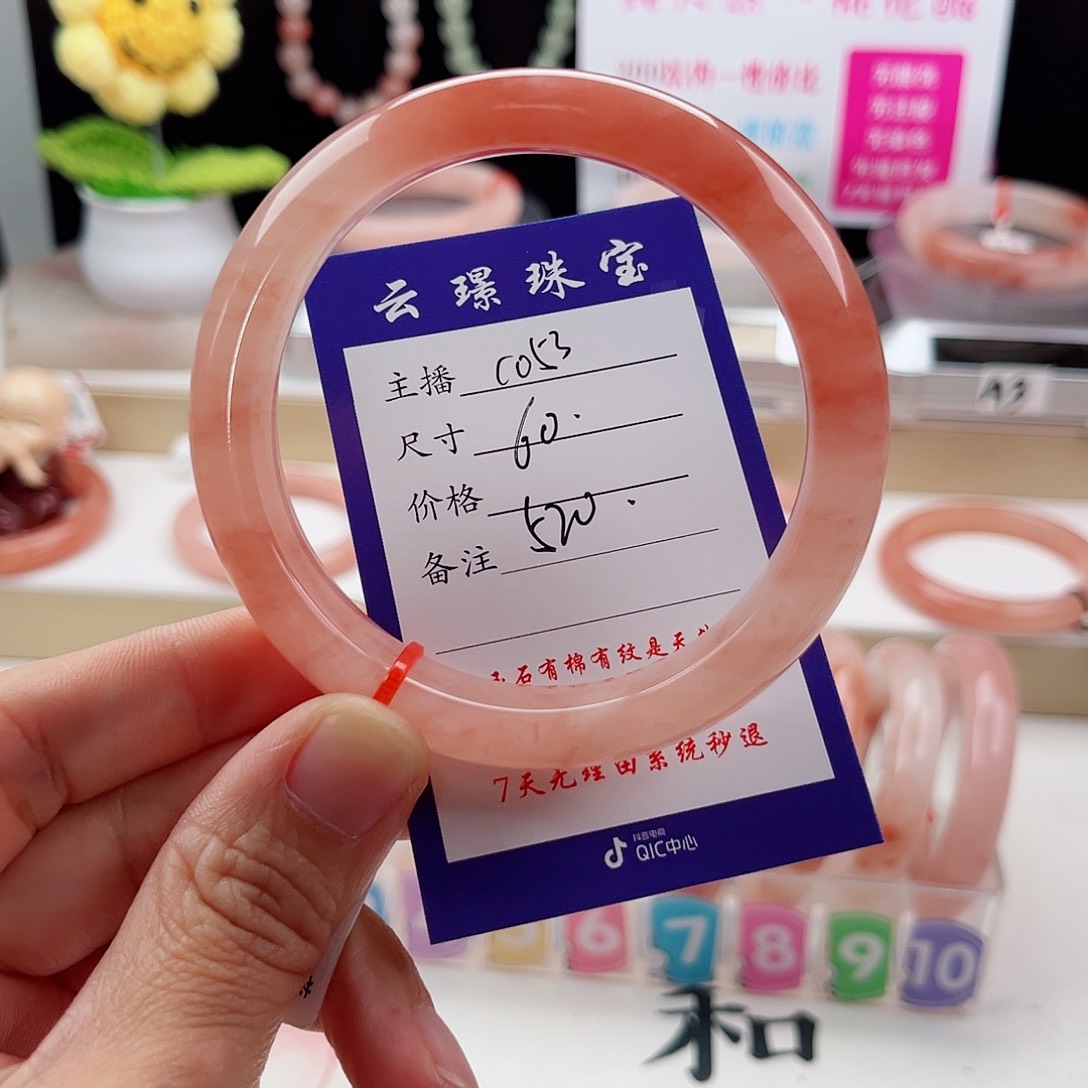 云璟珠宝
主播 C053
尺寸 60.
价格 520.
备注
石有棉有纹是天
7天无理由系统秒退
抖音电商
QIC中心
A3
6 7 8 9 10
和